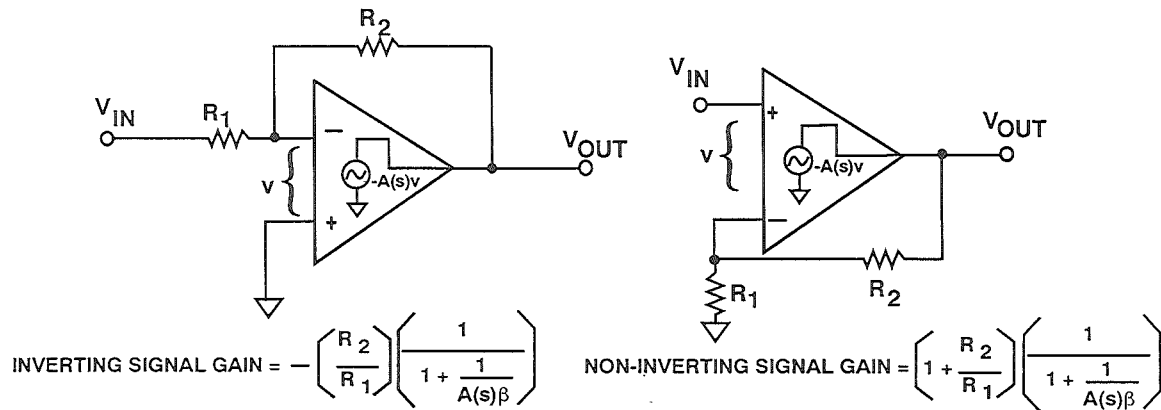 R2
VIN
R1
−
v {
-A(s)v
+
VOUT
VIN
+
v {
-A(s)v
−
VOUT
R1
R2
INVERTING SIGNAL GAIN = − (R2 / R1) (1 / (1 + 1 / A(s)β))
NON-INVERTING SIGNAL GAIN = (1 + R2 / R1) (1 / (1 + 1 / A(s)β))